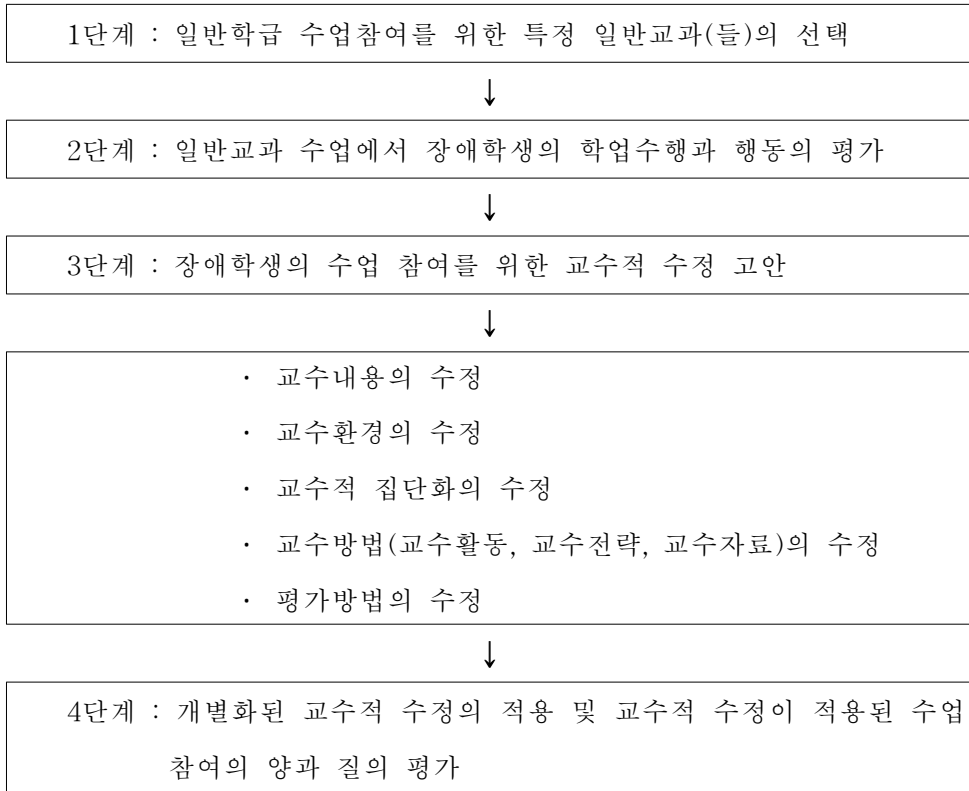 1단계 : 일반학급 수업참여를 위한 특정 일반교과(들)의 선택
↓
2단계 : 일반교과 수업에서 장애학생의 학업수행과 행동의 평가
↓
3단계 : 장애학생의 수업 참여를 위한 교수적 수정 고안
↓
· 교수내용의 수정
· 교수환경의 수정
· 교수적 집단화의 수정
· 교수방법(교수활동, 교수전략, 교수자료)의 수정
· 평가방법의 수정
↓
4단계 : 개별화된 교수적 수정의 적용 및 교수적 수정이 적용된 수업
참여의 양과 질의 평가